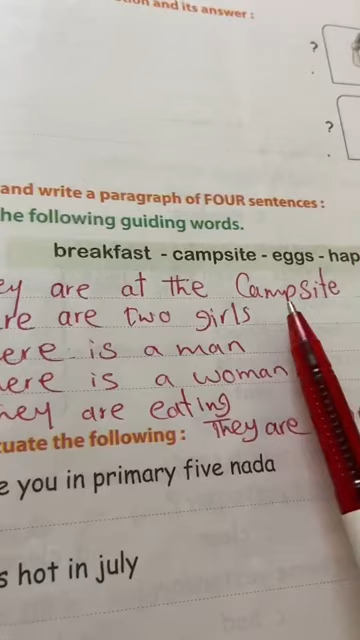 and its answer :
?
.
?
.
and write a paragraph of FOUR sentences :
he following guiding words.
breakfast - campsite - eggs - hap
ey are at the Campsite
re are two girls
ere is a man
here is a woman
hey are eating
They are
tuate the following :
e you in primary five nada
s hot in july